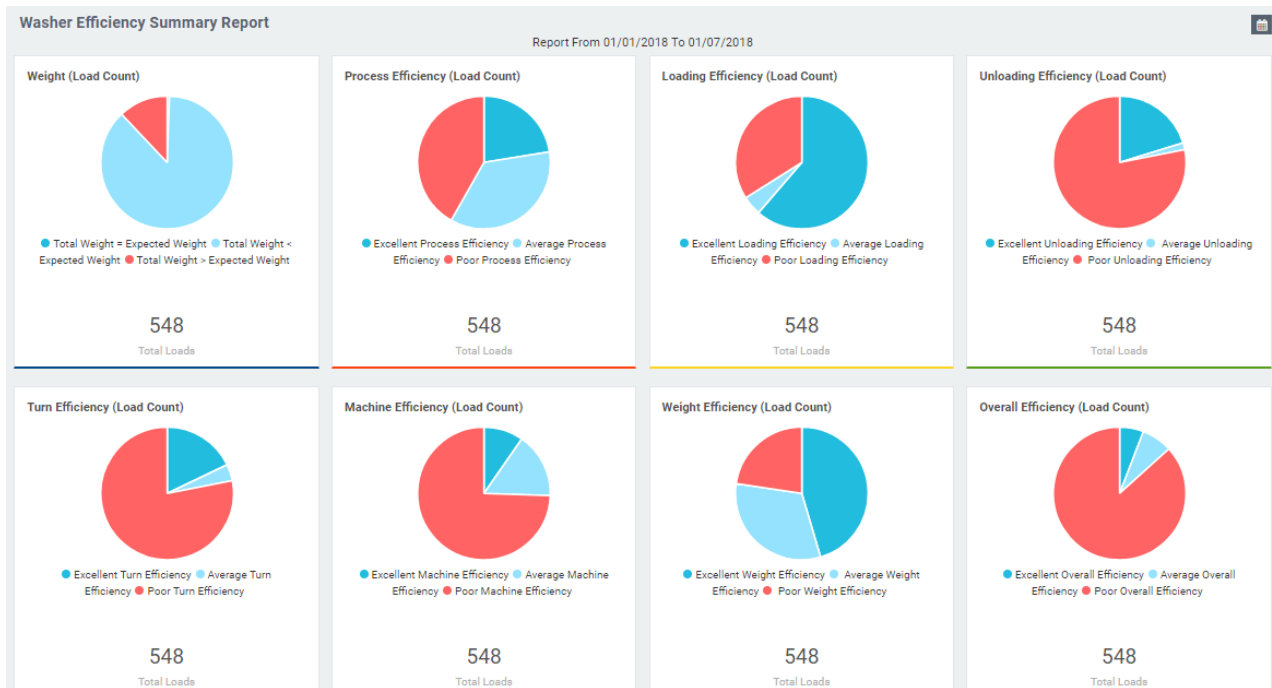 Washer Efficiency Summary Report
Report From 01/01/2018 To 01/07/2018
Weight (Load Count)
Total Weight = Expected Weight Total Weight <
Expected Weight Total Weight > Expected Weight
548
Total Loads
Process Efficiency (Load Count)
Excellent Process Efficiency Average Process
Efficiency Poor Process Efficiency
548
Total Loads
Loading Efficiency (Load Count)
Excellent Loading Efficiency Average Loading
Efficiency Poor Loading Efficiency
548
Total Loads
Unloading Efficiency (Load Count)
Excellent Unloading Efficiency Average Unloading
Efficiency Poor Unloading Efficiency
548
Total Loads
Turn Efficiency (Load Count)
Excellent Turn Efficiency Average Turn
Efficiency Poor Turn Efficiency
548
Total Loads
Machine Efficiency (Load Count)
Excellent Machine Efficiency Average Machine
Efficiency Poor Machine Efficiency
548
Total Loads
Weight Efficiency (Load Count)
Excellent Weight Efficiency Average Weight
Efficiency Poor Weight Efficiency
548
Total Loads
Overall Efficiency (Load Count)
Excellent Overall Efficiency Average Overall
Efficiency Poor Overall Efficiency
548
Total Loads